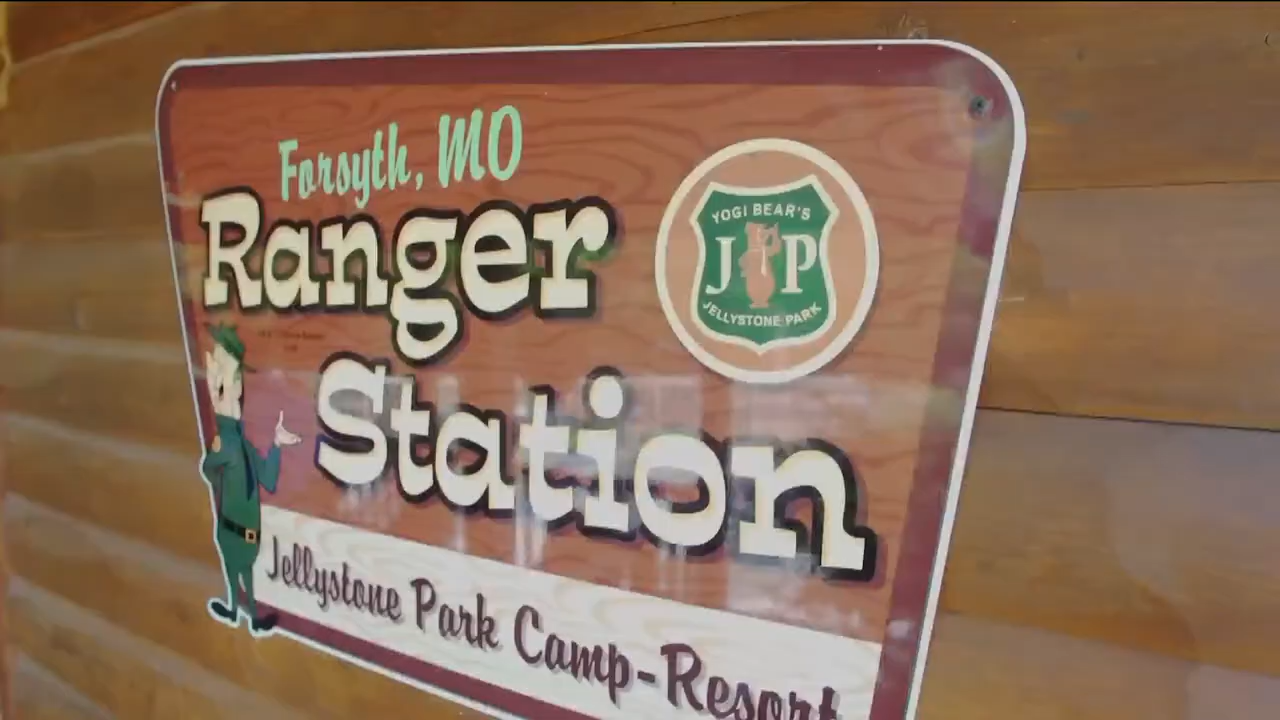 Forsyth, MO
Ranger
Station
YOGI BEAR'S
J P
JELLYSTONE PARK
Jellystone Park Camp-Resort